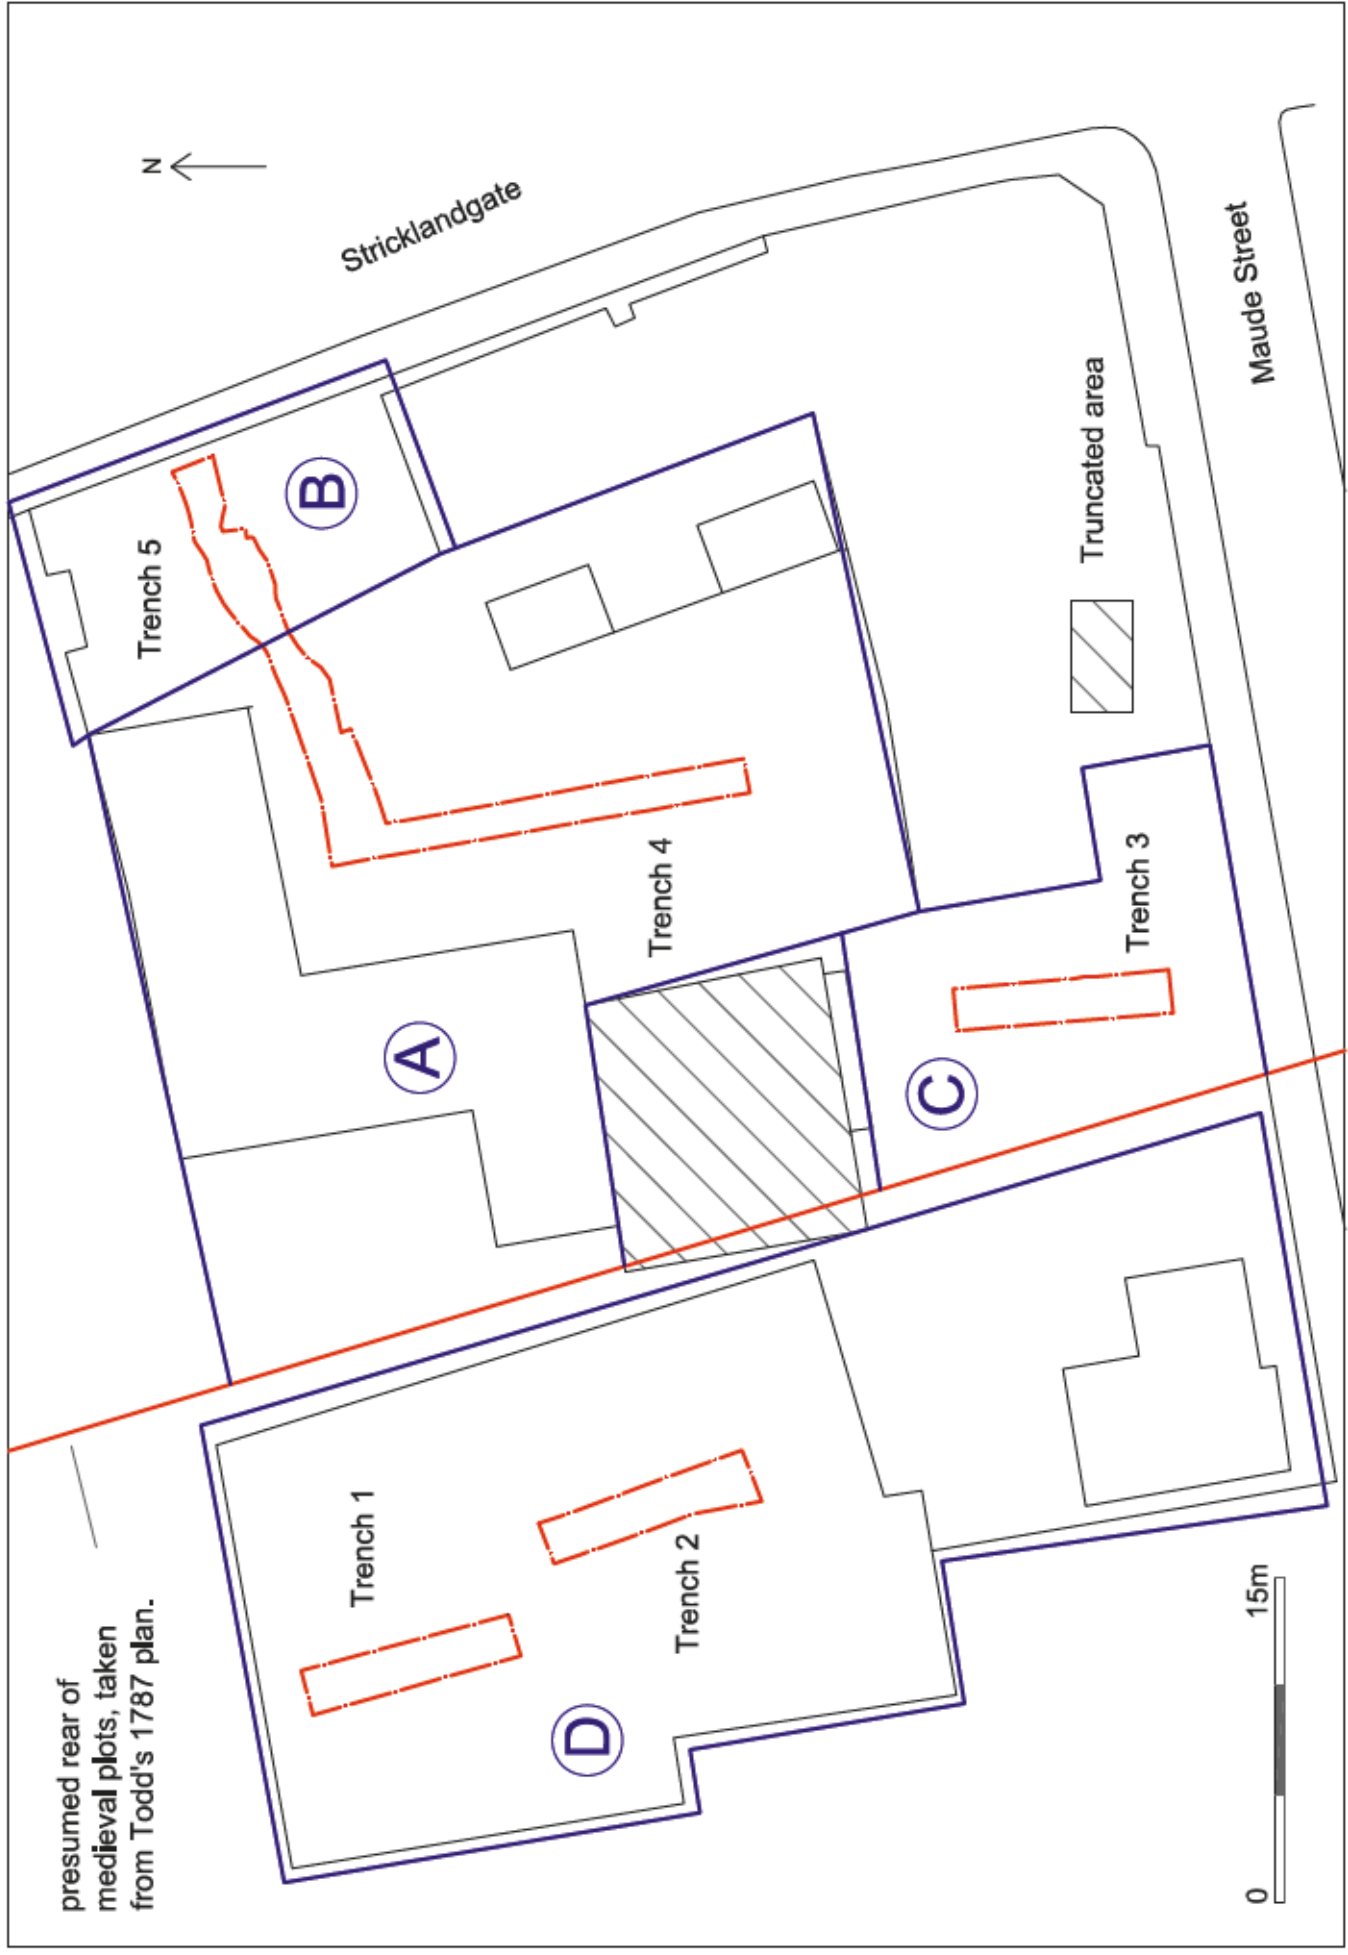 presumed rear of
medieval plots, taken
from Todd's 1787 plan.
N
Stricklandgate
Trench 5
B
Trench 1
A
Trench 4
Trench 2
D
Truncated area
Maude Street
C
Trench 3
0
15m